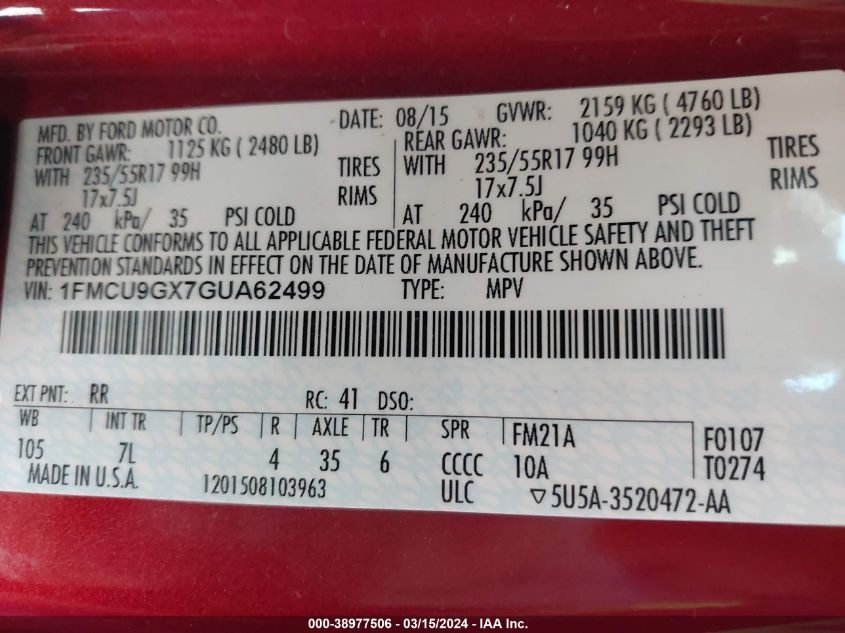 MFD. BY FORD MOTOR CO.
DATE: 08/15 GVWR: 2159 KG ( 4760 LB)
FRONT GAWR: 1125 KG ( 2480 LB)
REAR GAWR: 1040 KG ( 2293 LB)
WITH 235/55R17 99H TIRES
WITH 235/55R17 99H TIRES
17x7.5J RIMS
17x7.5J RIMS
AT 240 kPa/ 35 PSI COLD
AT 240 kPa/ 35 PSI COLD
THIS VEHICLE CONFORMS TO ALL APPLICABLE FEDERAL MOTOR VEHICLE SAFETY AND THEFT
PREVENTION STANDARDS IN EFFECT ON THE DATE OF MANUFACTURE SHOWN ABOVE.
VIN: 1FMCU9GX7GUA62499 TYPE: MPV
EXT PNT: RR RC: 41 DSO:
WB INT TR TP/PS R AXLE TR SPR FM21A F0107
105 7L 4 35 6 CCCC 10A T0274
MADE IN U.S.A. 1201508103963 ULC ▽5U5A-3520472-AA
000-38977506 - 03/15/2024 - IAA Inc.